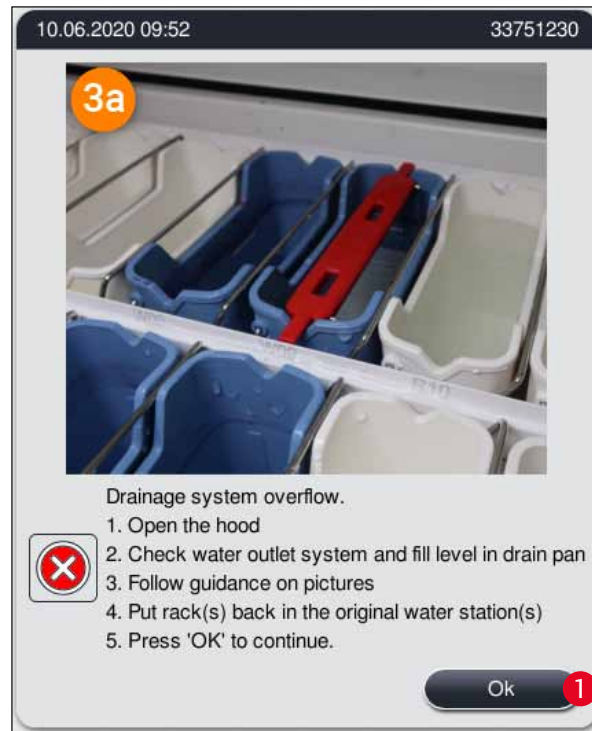 10.06.2020 09:52 33751230
3a
R10
Drainage system overflow.
1. Open the hood
2. Check water outlet system and fill level in drain pan
3. Follow guidance on pictures
4. Put rack(s) back in the original water station(s)
5. Press 'OK' to continue.
Ok 1